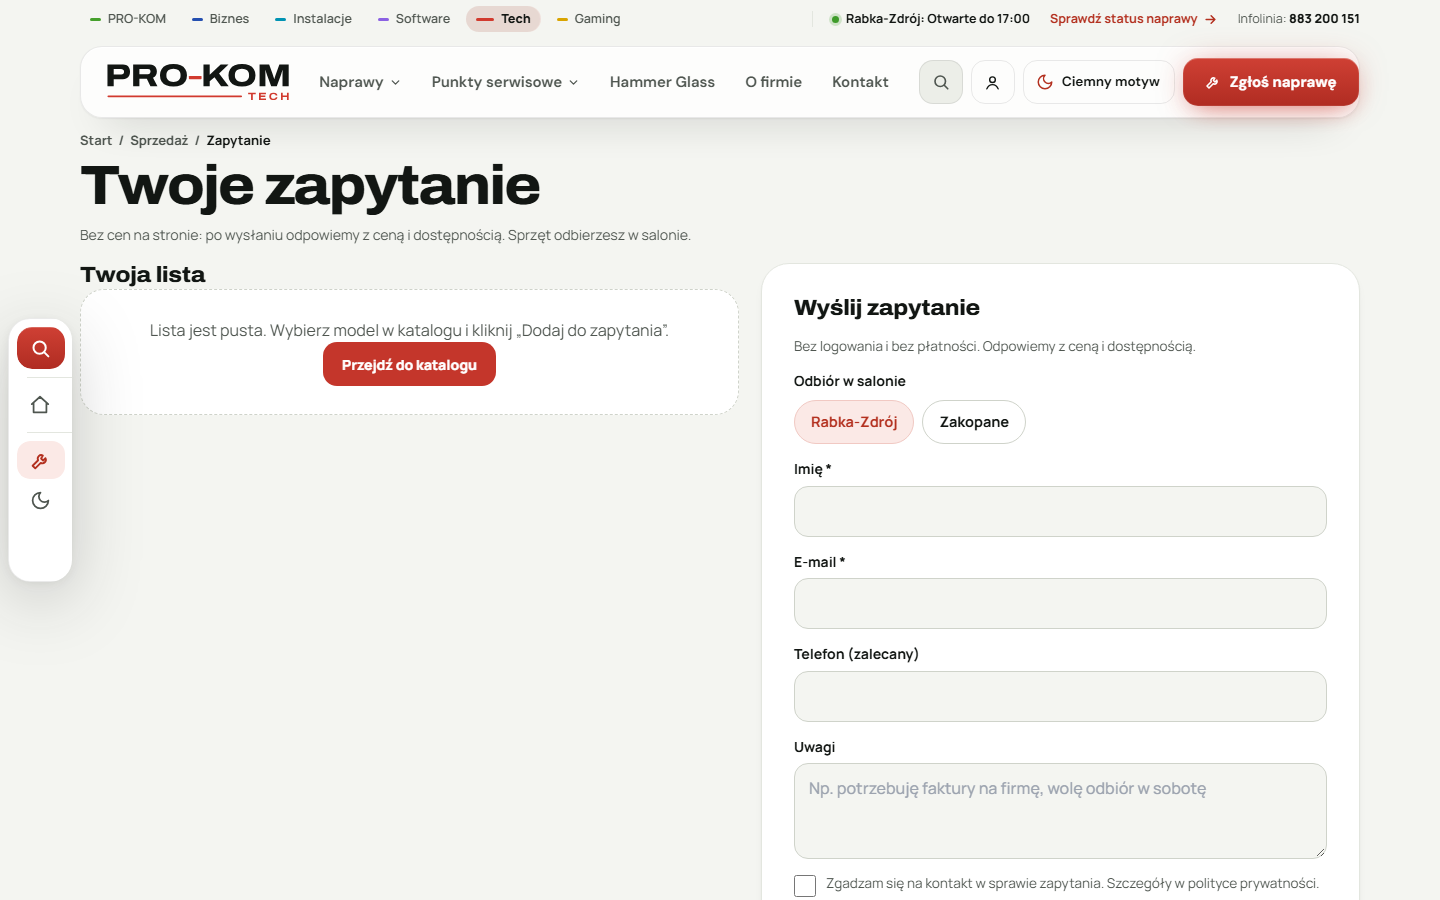 PRO-KOM
Biznes
Instalacje
Software
Tech
Gaming
Rabka-Zdrój: Otwarte do 17:00
Sprawdź status naprawy →
Infolinia: 883 200 151
PRO-KOM
TECH
Naprawy
Punkty serwisowe
Hammer Glass
O firmie
Kontakt
Ciemny motyw
Zgłoś naprawę
Start / Sprzedaż / Zapytanie
Twoje zapytanie
Bez cen na stronie: po wysłaniu odpowiemy z ceną i dostępnością. Sprzęt odbierzesz w salonie.
Twoja lista
Lista jest pusta. Wybierz model w katalogu i kliknij „Dodaj do zapytania”.
Przejdź do katalogu
Wyślij zapytanie
Bez logowania i bez płatności. Odpowiemy z ceną i dostępnością.
Odbiór w salonie
Rabka-Zdrój
Zakopane
Imię *
E-mail *
Telefon (zalecany)
Uwagi
Np. potrzebuję faktury na firmę, wolę odbiór w sobotę
Zgadzam się na kontakt w sprawie zapytania. Szczegóły w polityce prywatności.